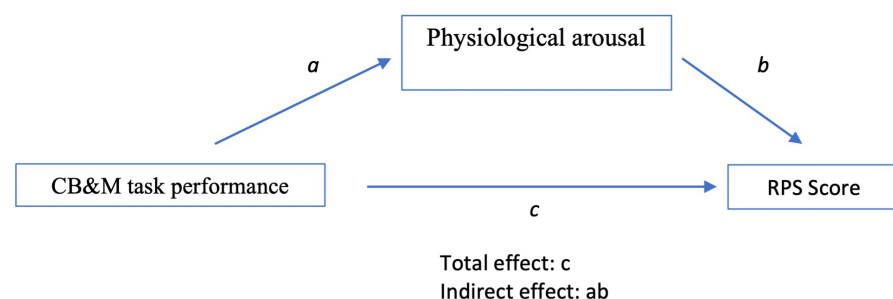 Physiological arousal
a
b
CB&M task performance
RPS Score
c
Total effect: c
Indirect effect: ab